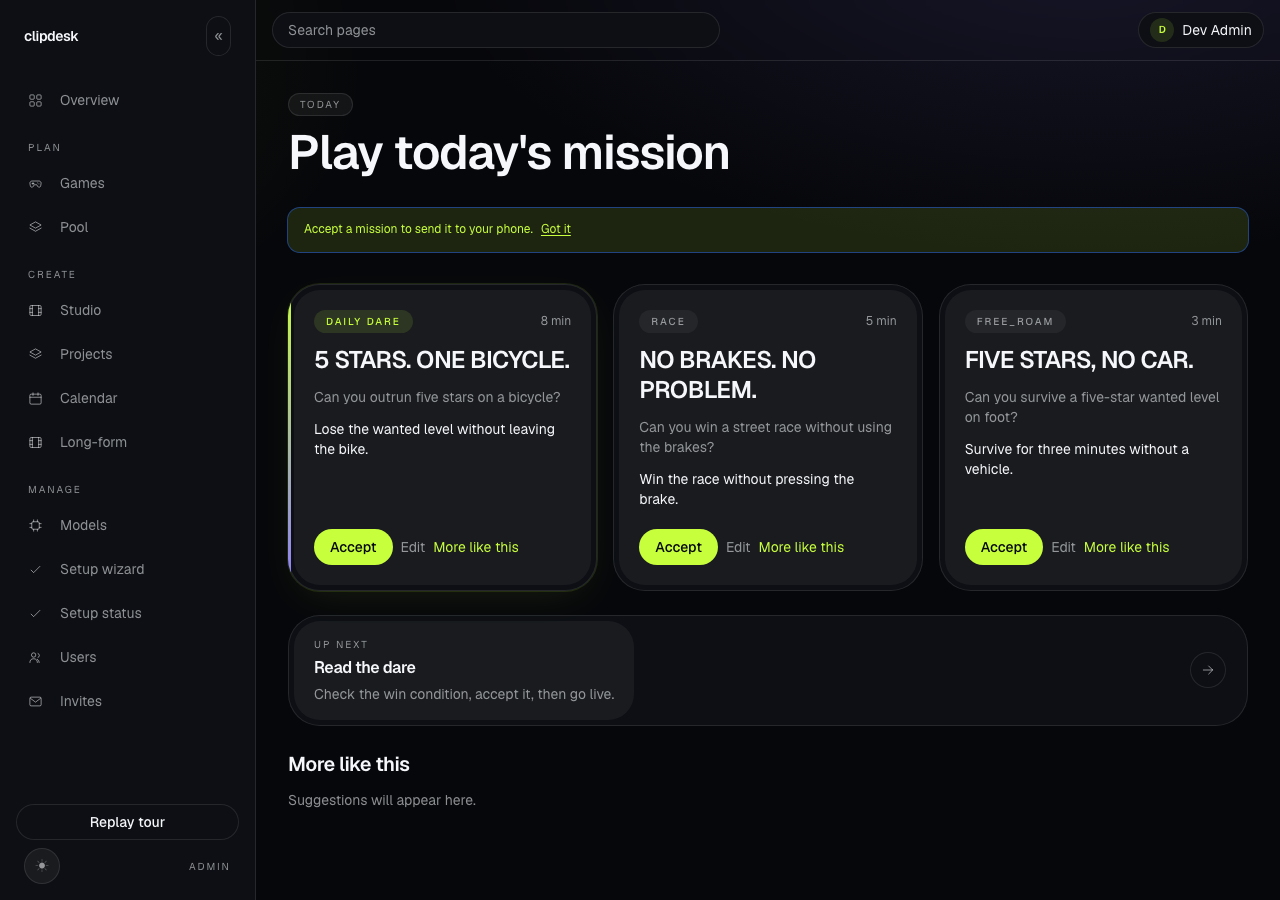 clipdesk
«
Search pages
D
Dev Admin
Overview
PLAN
Games
Pool
CREATE
Studio
Projects
Calendar
Long-form
MANAGE
Models
Setup wizard
Setup status
Users
Invites
Replay tour
ADMIN
TODAY
Play today's mission
Accept a mission to send it to your phone. Got it
DAILY DARE
8 min
5 STARS. ONE BICYCLE.
Can you outrun five stars on a bicycle?
Lose the wanted level without leaving
the bike.
Accept Edit More like this
RACE
5 min
NO BRAKES. NO
PROBLEM.
Can you win a street race without using
the brakes?
Win the race without pressing the
brake.
Accept Edit More like this
FREE_ROAM
3 min
FIVE STARS, NO CAR.
Can you survive a five-star wanted level
on foot?
Survive for three minutes without a
vehicle.
Accept Edit More like this
UP NEXT
Read the dare
Check the win condition, accept it, then go live.
More like this
Suggestions will appear here.